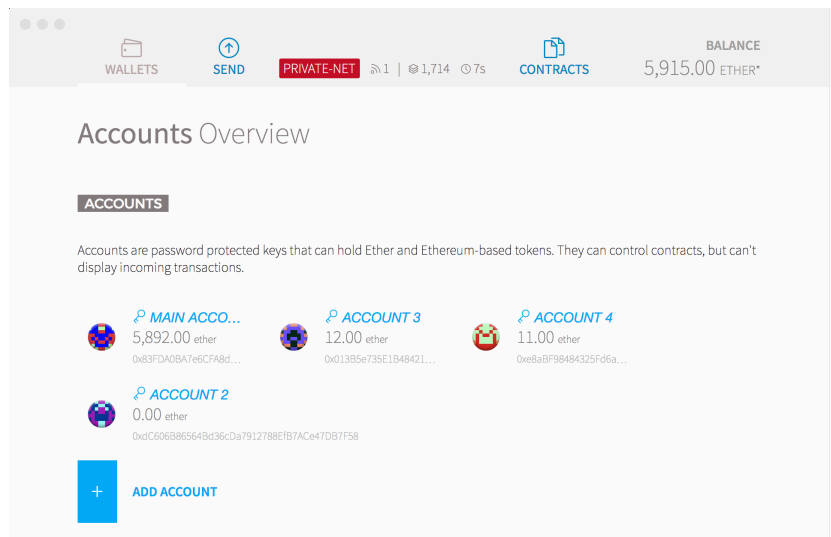 WALLETS
SEND
PRIVATE-NET 1 | 1,714 7s
CONTRACTS
BALANCE
5,915.00 ETHER*
Accounts Overview
ACCOUNTS
Accounts are password protected keys that can hold Ether and Ethereum-based tokens. They can control contracts, but can't
display incoming transactions.
MAIN ACCO...
5,892.00 ether
0x83FDA0BA7e6CFA8d...
ACCOUNT 3
12.00 ether
0x013B5e735E1B48421...
ACCOUNT 4
11.00 ether
0xe8aBF98484325Fd6a...
ACCOUNT 2
0.00 ether
0xdC606B86564Bd36cDa7912788EfB7ACe47DB7F58
+ ADD ACCOUNT